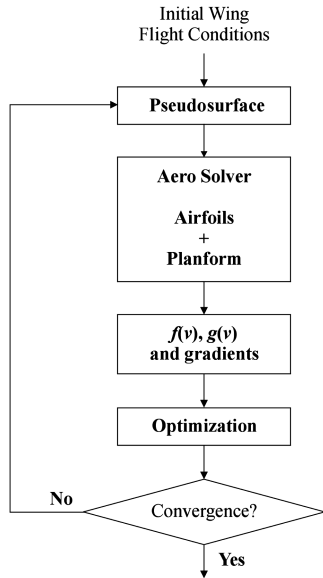 Initial Wing
Flight Conditions
Pseudosurface
Aero Solver
Airfoils
+
Planform
f(v), g(v)
and gradients
Optimization
Convergence?
No
Yes